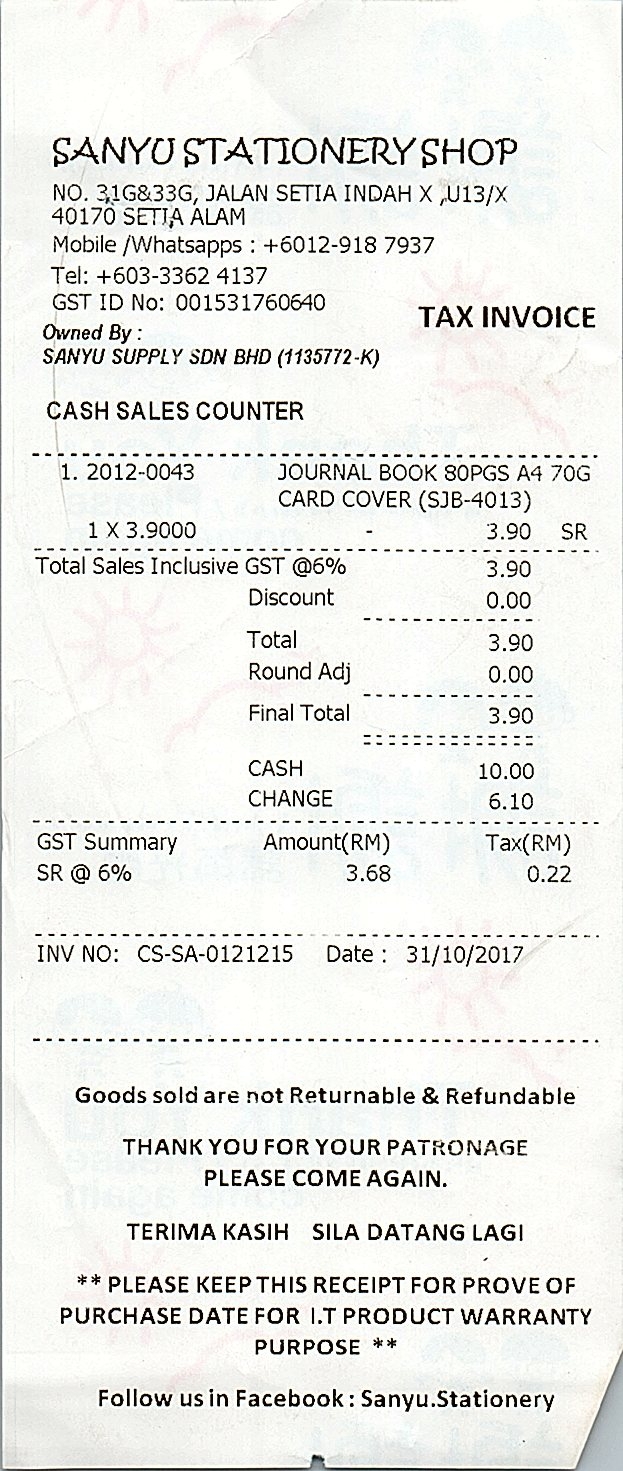 SANYU STATIONERY SHOP
NO. 31G&33G, JALAN SETIA INDAH X ,U13/X
40170 SETIA ALAM
Mobile /Whatsapps : +6012-918 7937
Tel: +603-3362 4137
GST ID No: 001531760640
TAX INVOICE
Owned By :
SANYU SUPPLY SDN BHD (1135772-K)
CASH SALES COUNTER
1. 2012-0043 JOURNAL BOOK 80PGS A4 70G
CARD COVER (SJB-4013)
1 X 3.9000 - 3.90 SR
Total Sales Inclusive GST @6% 3.90
Discount 0.00
Total 3.90
Round Adj 0.00
Final Total 3.90
CASH 10.00
CHANGE 6.10
GST Summary Amount(RM) Tax(RM)
SR @ 6% 3.68 0.22
INV NO: CS-SA-0121215 Date : 31/10/2017
Goods sold are not Returnable & Refundable
THANK YOU FOR YOUR PATRONAGE
PLEASE COME AGAIN.
TERIMA KASIH SILA DATANG LAGI
** PLEASE KEEP THIS RECEIPT FOR PROVE OF
PURCHASE DATE FOR I.T PRODUCT WARRANTY
PURPOSE **
Follow us in Facebook : Sanyu.Stationery